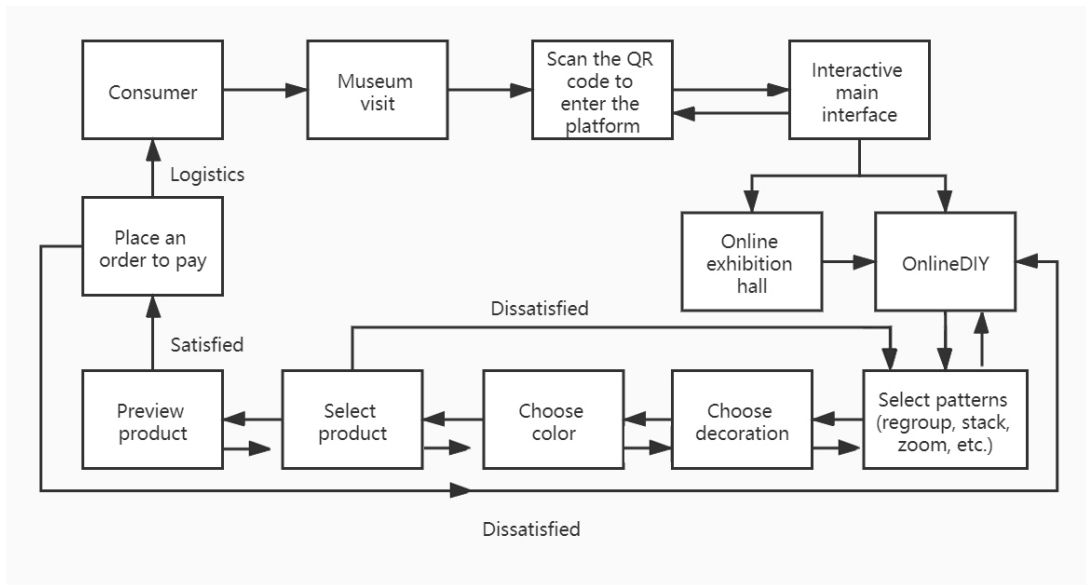 Consumer
Museum
visit
Scan the QR
code to
enter the
platform
Interactive
main
interface
Logistics
Place an
order to pay
Online
exhibition
hall
OnlineDIY
Dissatisfied
Satisfied
Preview
product
Select
product
Choose
color
Choose
decoration
Select patterns
(regroup, stack,
zoom, etc.)
Dissatisfied